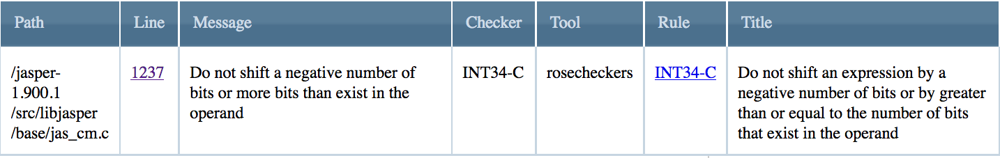 Path Line Message Checker Tool Rule Title
/jasper-
1.900.1
/src/libjasper
/base/jas_cm.c
1237
Do not shift a negative number of
bits or more bits than exist in the
operand
INT34-C
rosecheckers
INT34-C
Do not shift an expression by a
negative number of bits or by greater
than or equal to the number of bits
that exist in the operand